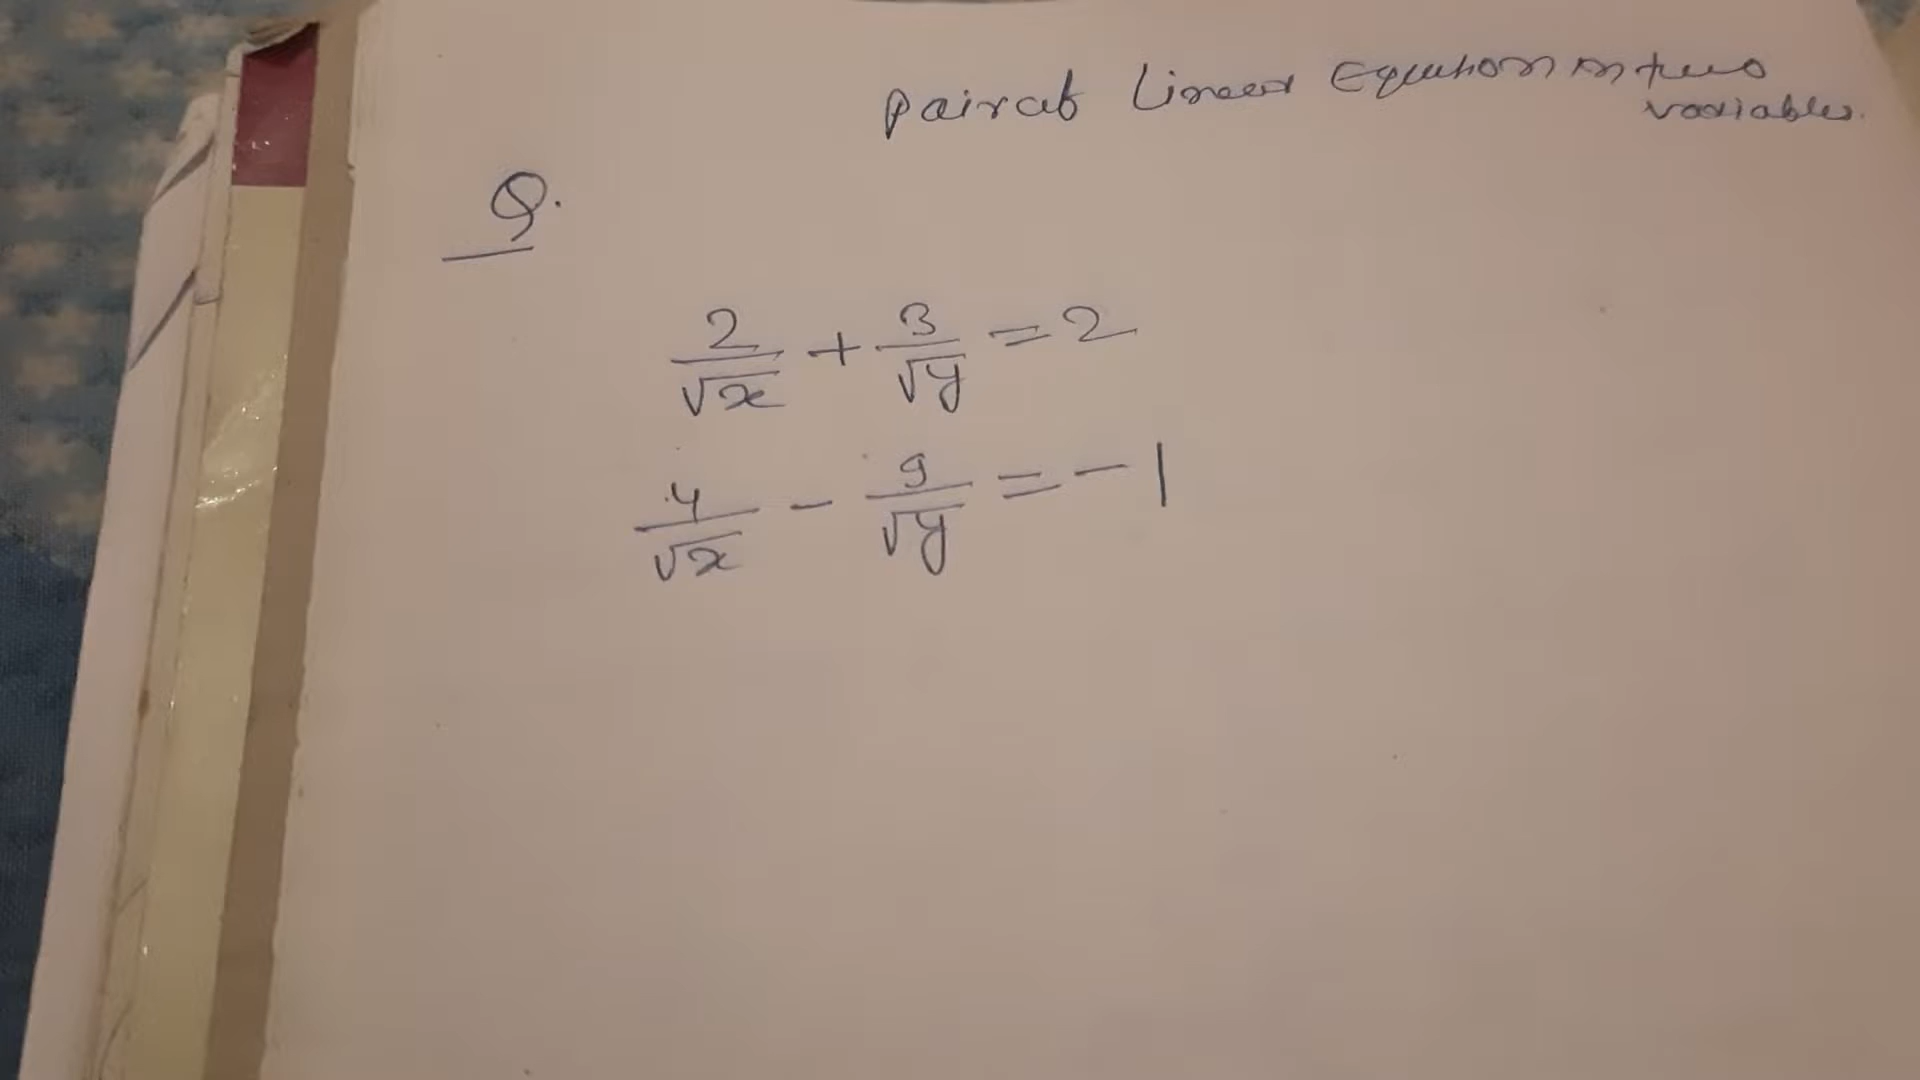 Pair of Linear Equation in two
variables.
Q.
2/√x + 3/√y = 2
4/√x - 9/√y = -1